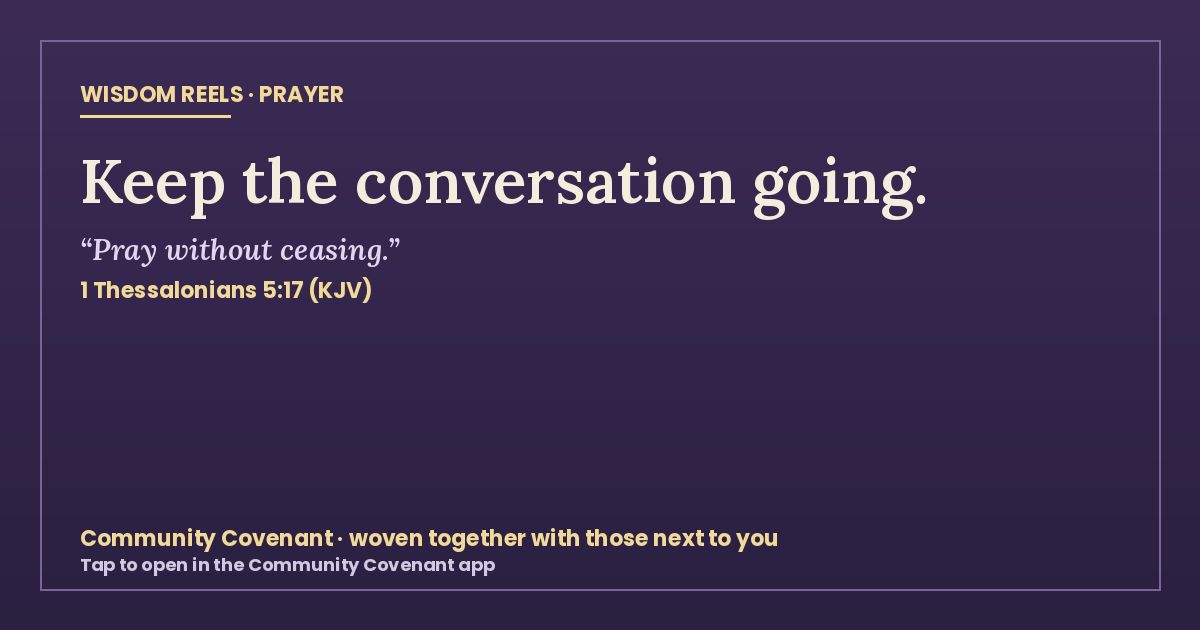 WISDOM REELS · PRAYER
Keep the conversation going.
“Pray without ceasing.”
1 Thessalonians 5:17 (KJV)
Community Covenant · woven together with those next to you
Tap to open in the Community Covenant app